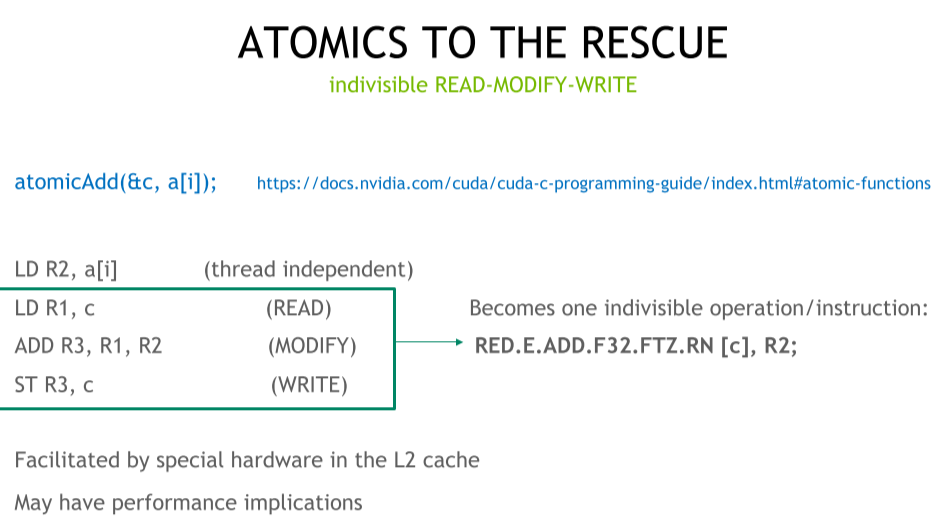 ATOMICS TO THE RESCUE
indivisible READ-MODIFY-WRITE
atomicAdd(&c, a[i]); https://docs.nvidia.com/cuda/cuda-c-programming-guide/index.html#atomic-functions
LD R2, a[i] (thread independent)
LD R1, c (READ) Becomes one indivisible operation/instruction:
ADD R3, R1, R2 (MODIFY) RED.E.ADD.F32.FTZ.RN [c], R2;
ST R3, c (WRITE)
Facilitated by special hardware in the L2 cache
May have performance implications